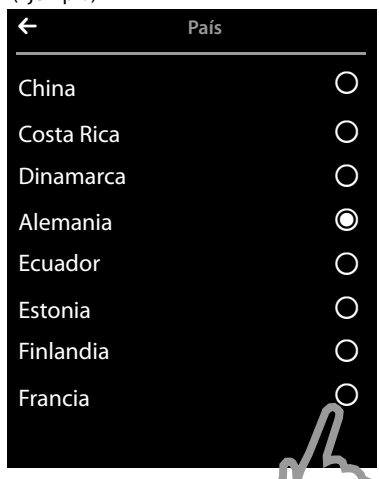 País
China
Costa Rica
Dinamarca
Alemania
Ecuador
Estonia
Finlandia
Francia